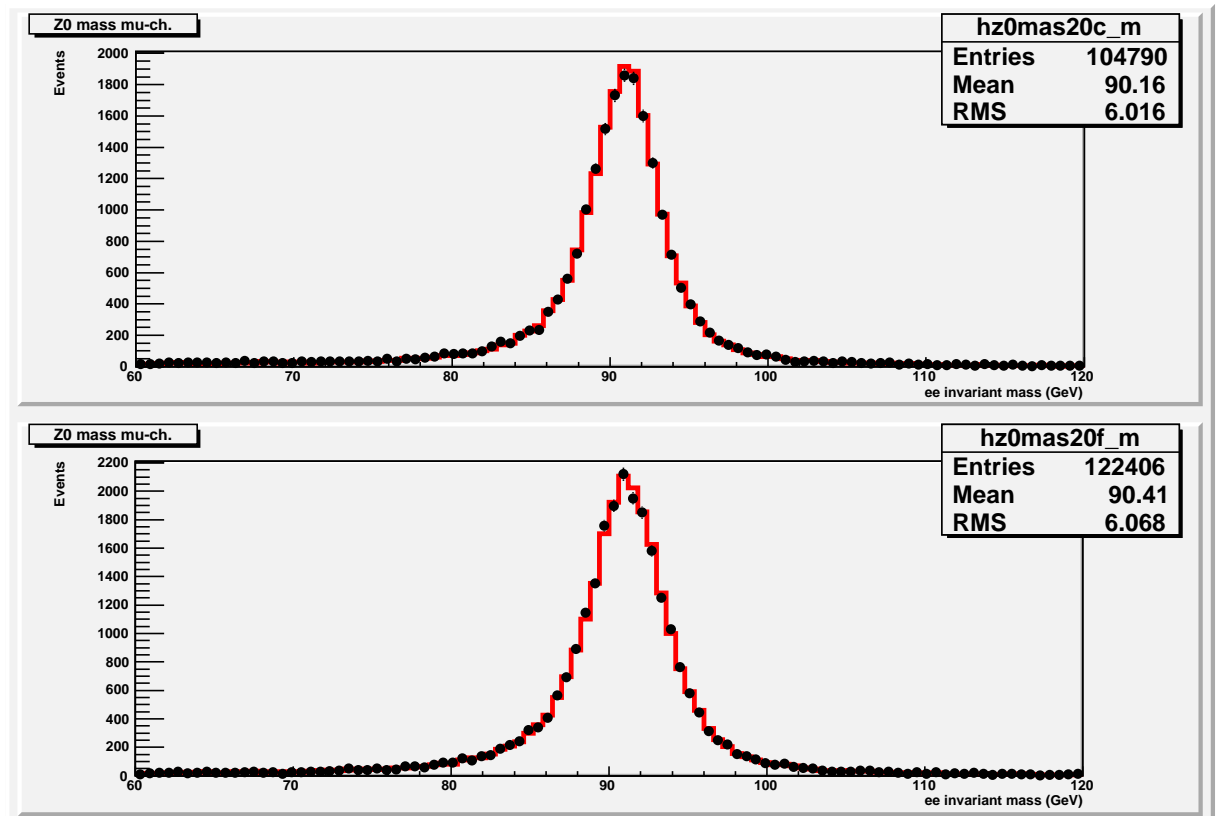 Z0 mass mu-ch.
hz0mas20c_m
Entries 104790
Mean 90.16
RMS 6.016
Events
2000
1800
1600
1400
1200
1000
800
600
400
200
0
60 70 80 90 100 110 120
ee invariant mass (GeV)
Z0 mass mu-ch.
hz0mas20f_m
Entries 122406
Mean 90.41
RMS 6.068
Events
2200
2000
1800
1600
1400
1200
1000
800
600
400
200
0
60 70 80 90 100 110 120
ee invariant mass (GeV)